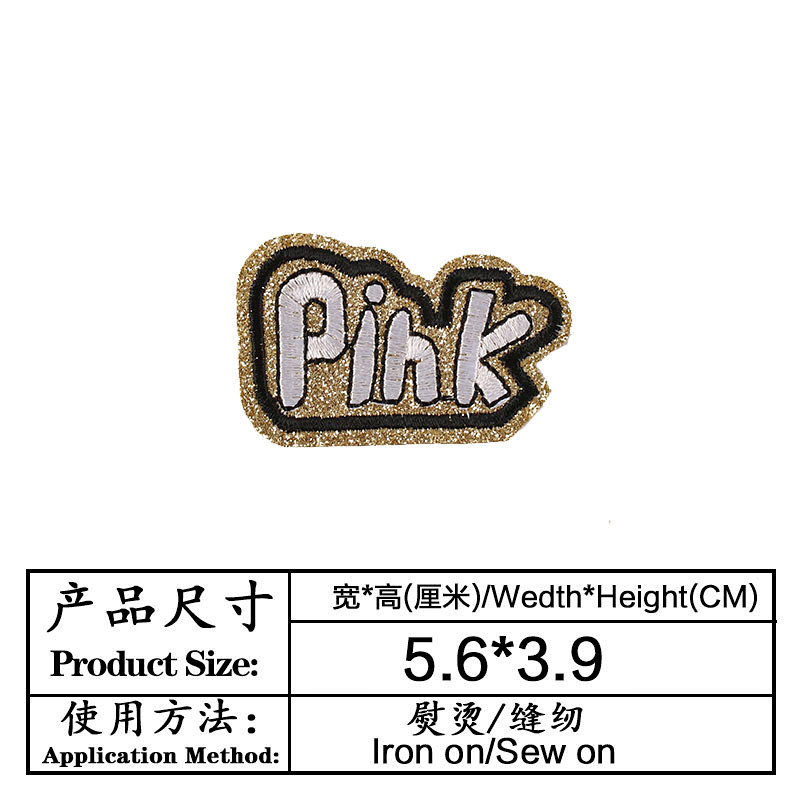 Pink
产品尺寸
Product Size:
宽*高(厘米)/Wedth*Height(CM)
5.6*3.9
使用方法:
Application Method:
熨烫/缝纫
Iron on/Sew on